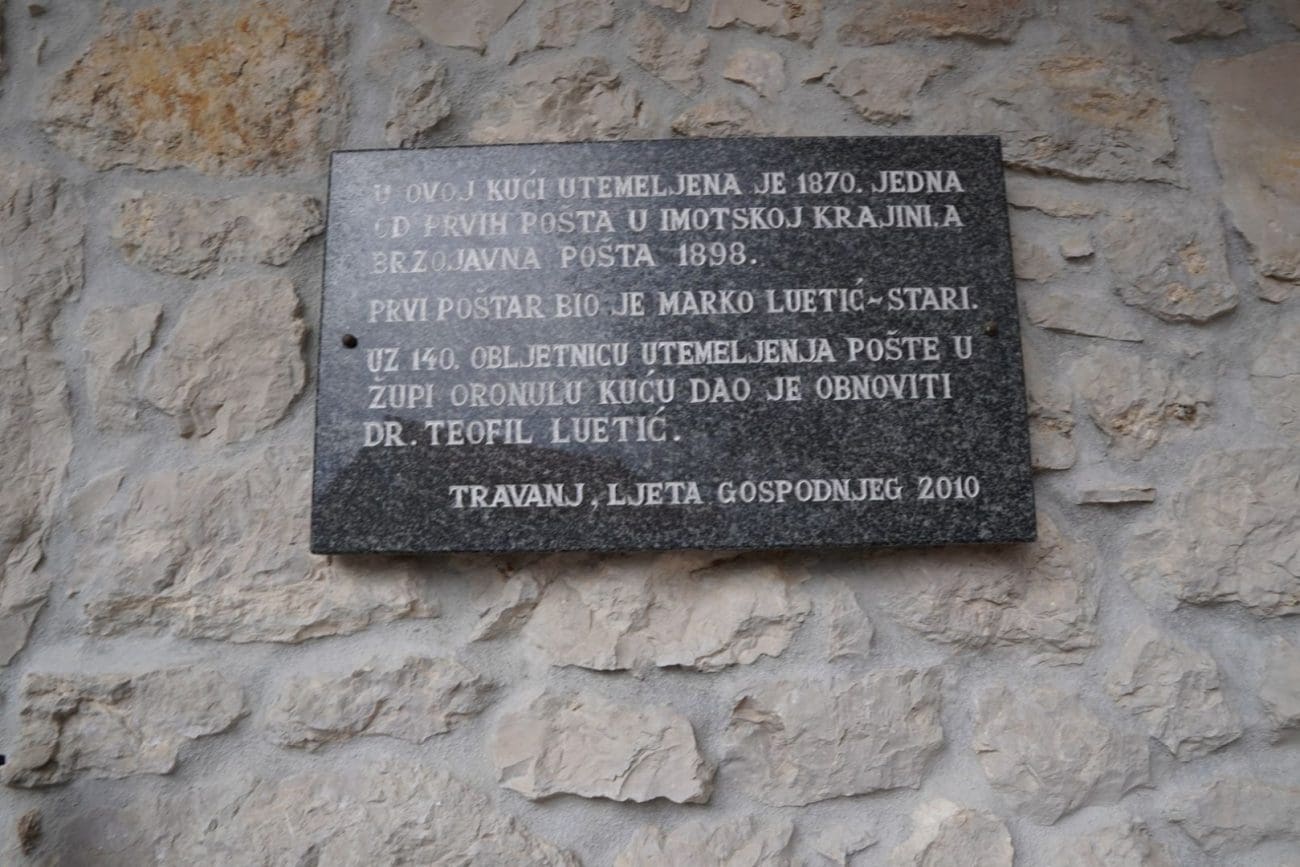 U OVOJ KUĆI UTEMELJENA JE 1870. JEDNA
OD PRVIH POŠTA U IMOTSKOJ KRAJINI, A
BRZOJAVNA POŠTA 1898.
PRVI POŠTAR BIO JE MARKO LUETIĆ-STARI.
UZ 140. OBLJETNICU UTEMELJENJA POŠTE U
ŽUPI ORONULU KUĆU DAO JE OBNOVITI
DR. TEOFIL LUETIĆ.
TRAVANJ, LJETA GOSPODNJEG 2010